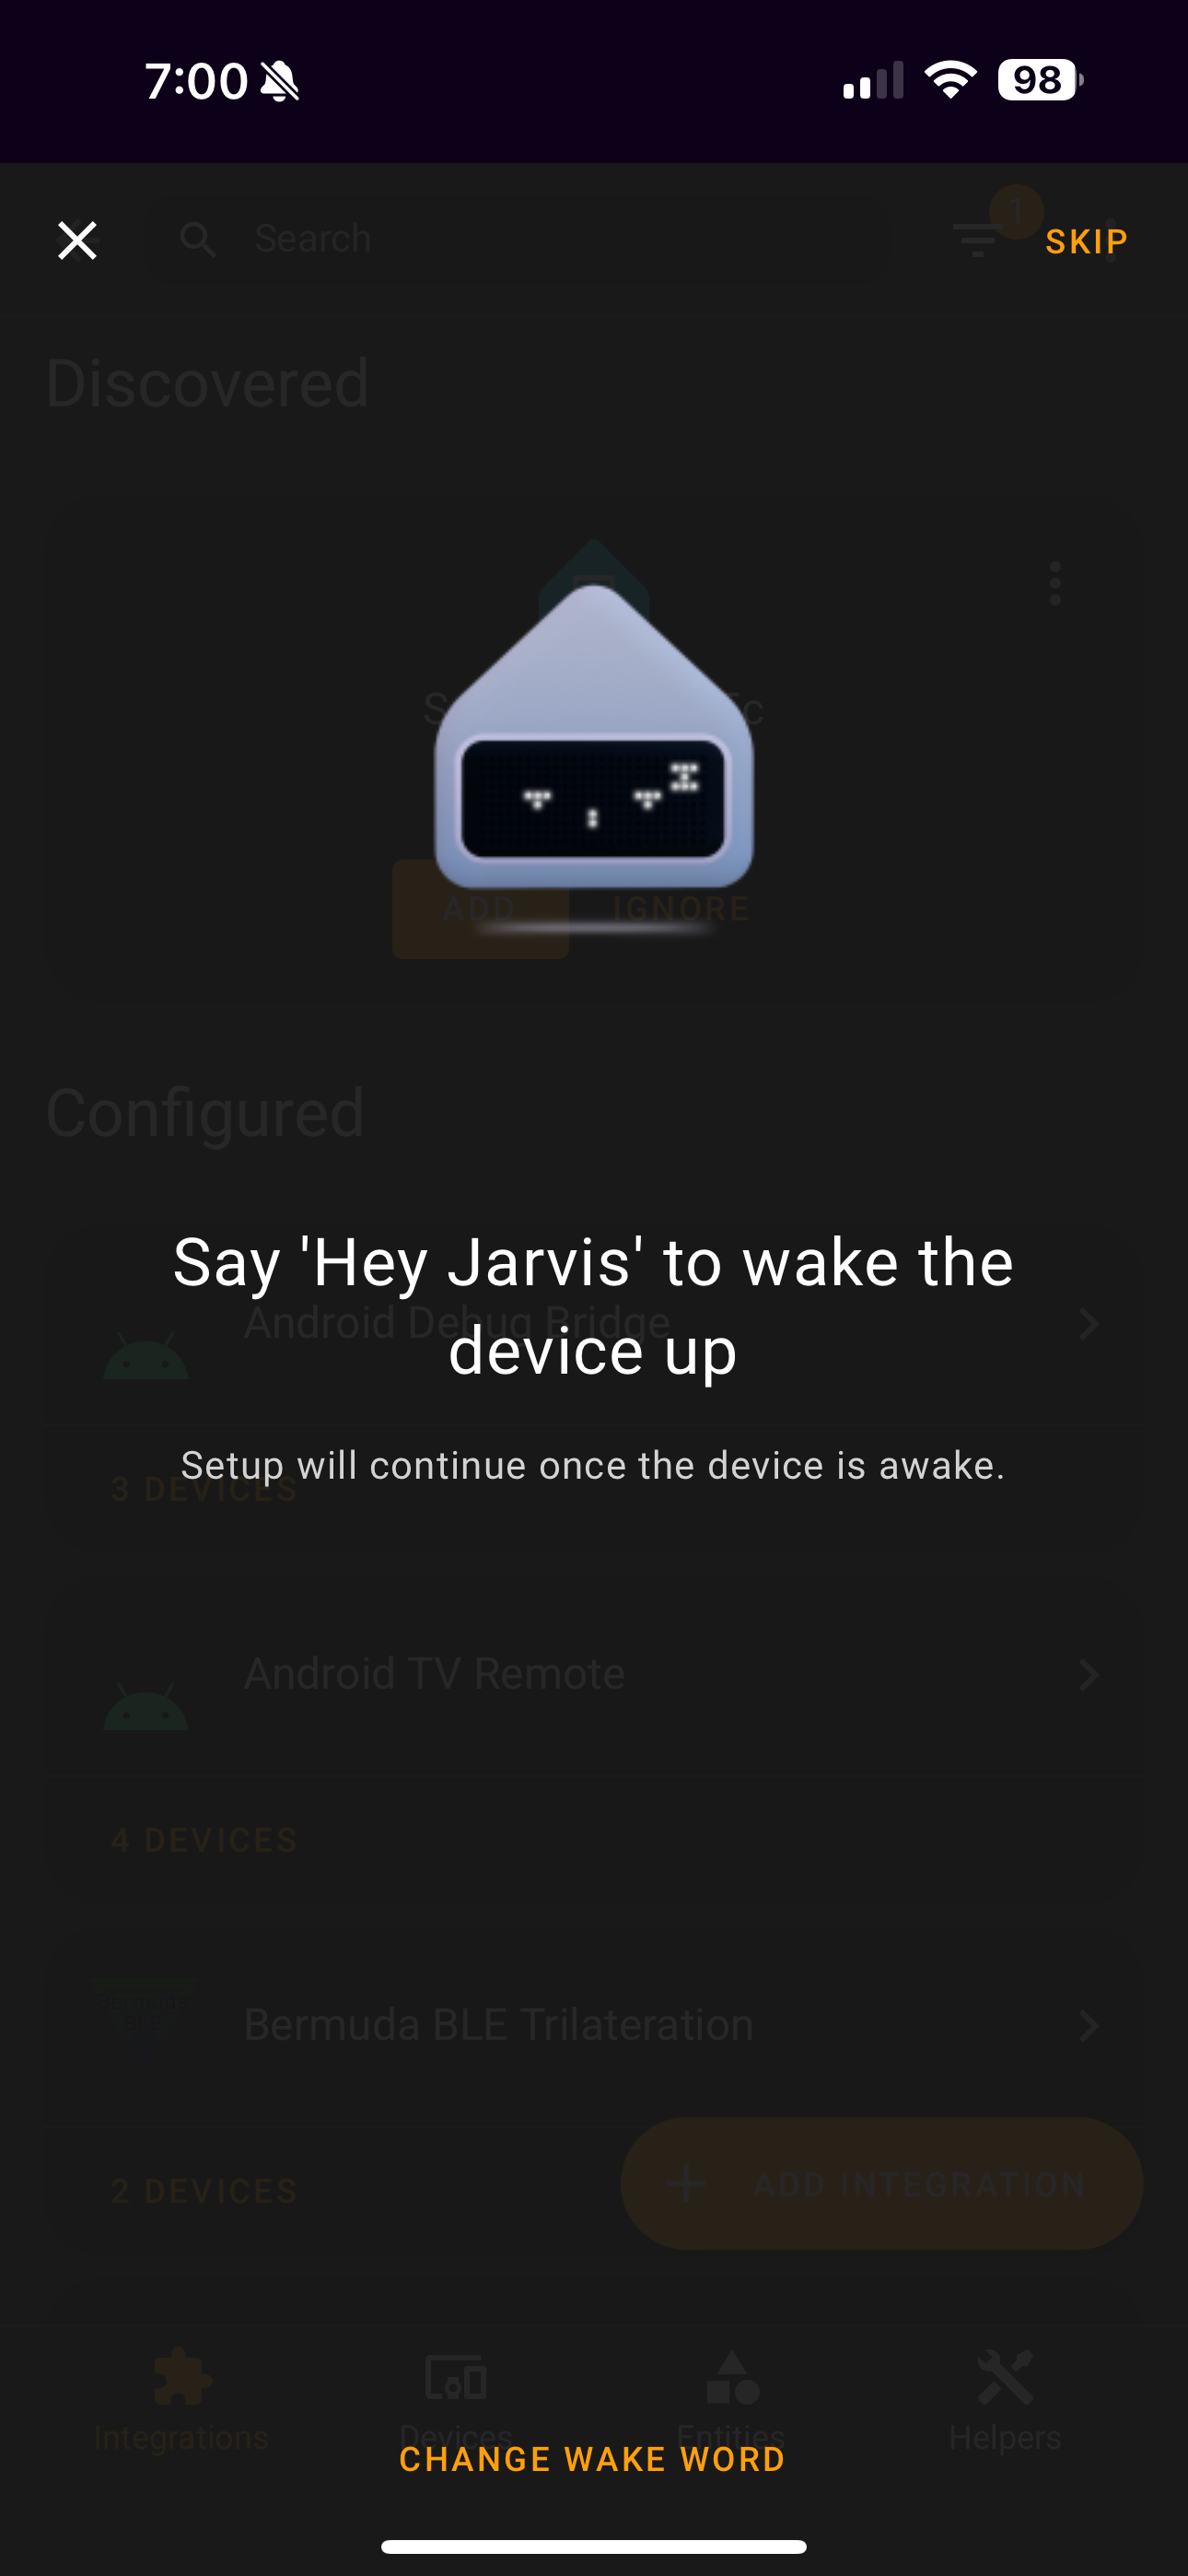 7:00
98
Search
1
SKIP
Discovered
ADD IGNORE
Configured
Say 'Hey Jarvis' to wake the
device up
Android Debug Bridge
Setup will continue once the device is awake.
3 DEVICES
Android TV Remote
4 DEVICES
Bermuda BLE Trilateration
2 DEVICES
ADD INTEGRATION
Integrations Devices Entities Helpers
CHANGE WAKE WORD